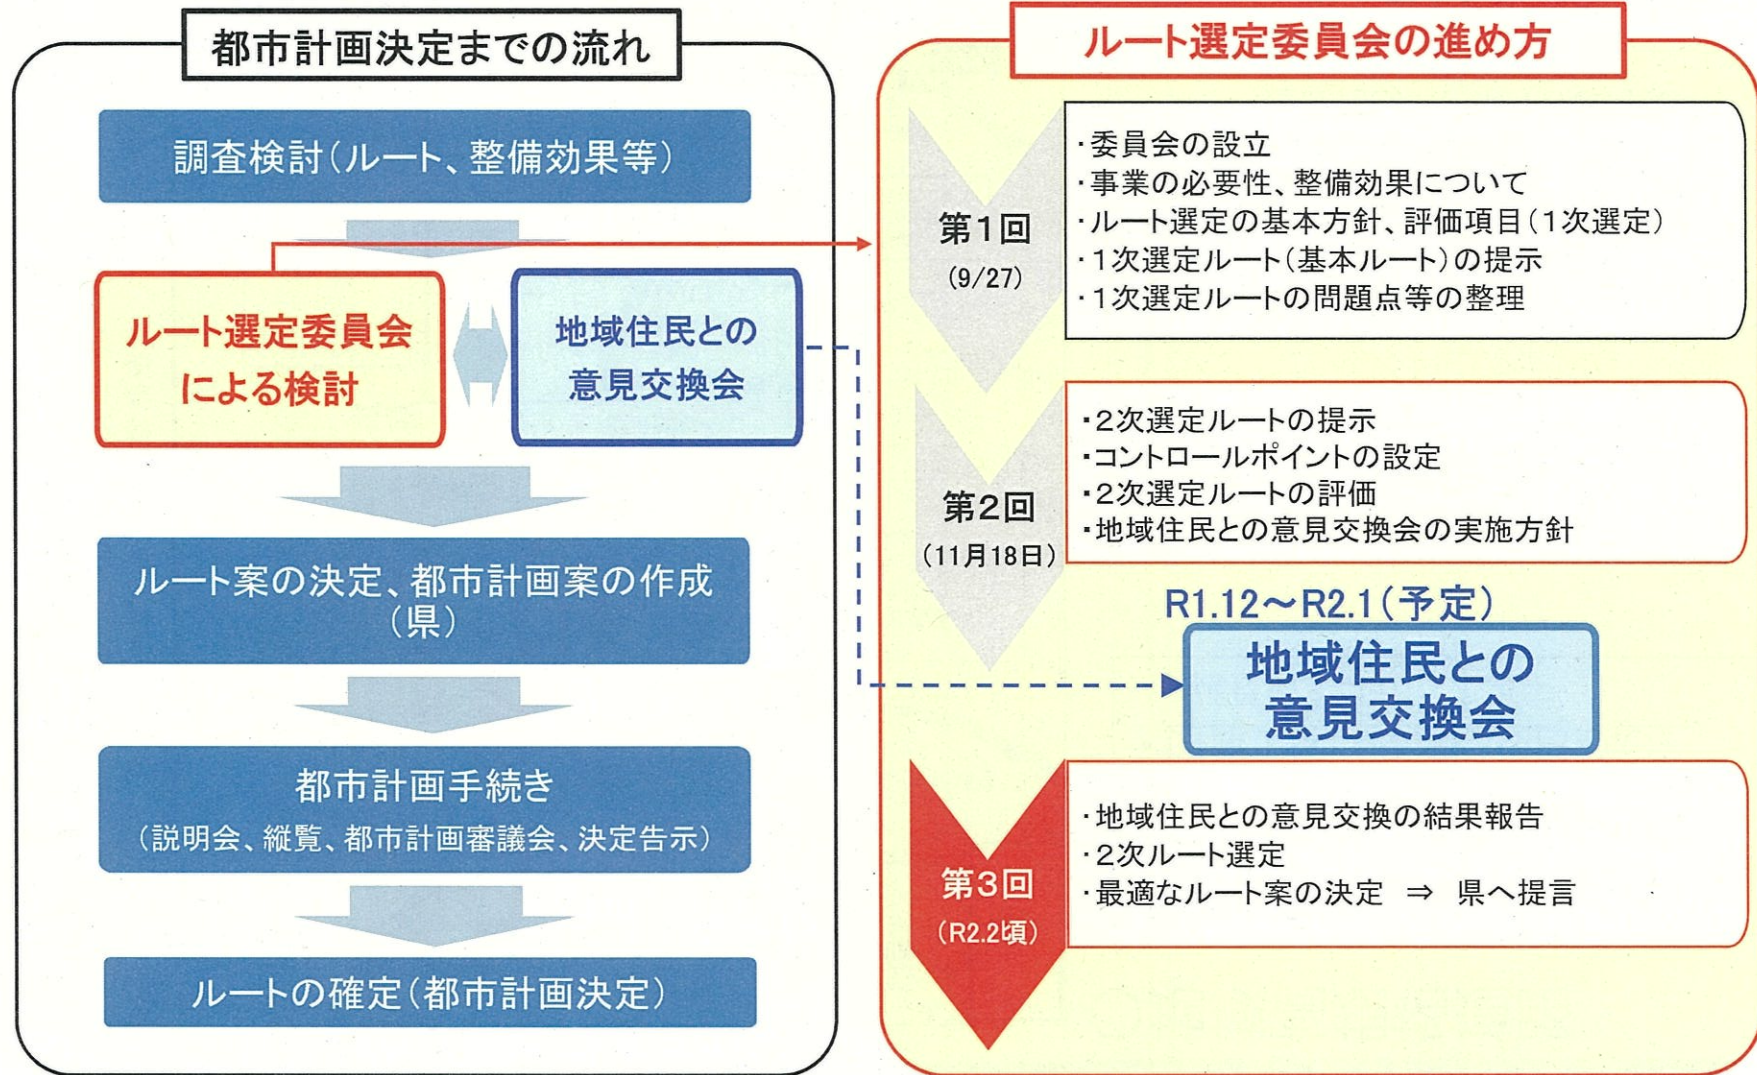 都市計画決定までの流れ
調査検討(ルート、整備効果等)
ルート選定委員会
による検討
地域住民との
意見交換会
ルート案の決定、都市計画案の作成
(県)
都市計画手続き
(説明会、縦覧、都市計画審議会、決定告示)
ルートの確定(都市計画決定)
ルート選定委員会の進め方
第1回
(9/27)
・委員会の設立
・事業の必要性、整備効果について
・ルート選定の基本方針、評価項目(1次選定)
・1次選定ルート(基本ルート)の提示
・1次選定ルートの問題点等の整理
第2回
(11月18日)
・2次選定ルートの提示
・コントロールポイントの設定
・2次選定ルートの評価
・地域住民との意見交換会の実施方針
R1.12～R2.1(予定)
地域住民との
意見交換会
第3回
(R2.2頃)
・地域住民との意見交換の結果報告
・2次ルート選定
・最適なルート案の決定 ⇒ 県へ提言